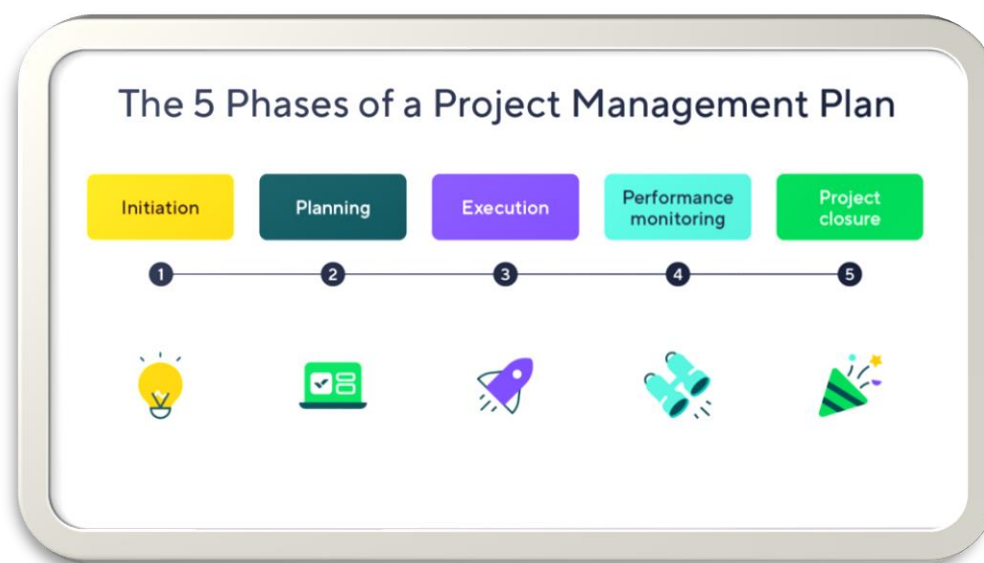 The 5 Phases of a Project Management Plan
Initiation
Planning
Execution
Performance
monitoring
Project
closure
1
2
3
4
5